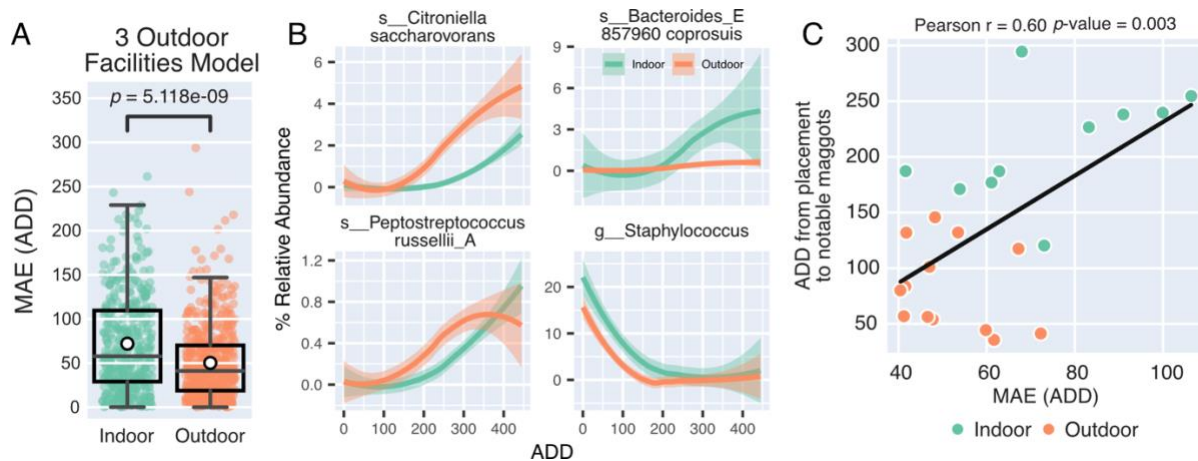 A
3 Outdoor
Facilities Model
p = 5.118e-09
350
300
250
200
150
100
50
0
MAE (ADD)
Indoor
Outdoor
B
s__Citroniella
saccharovorans
6
4
2
0
s__Bacteroides_E
857960 coprosuis
Indoor
Outdoor
9
6
3
0
% Relative Abundance
s__Peptostreptococcus
russellii_A
1.2
0.8
0.4
0.0
0 100 200 300 400
g__Staphylococcus
20
10
0
0 100 200 300 400
ADD
C
Pearson r = 0.60 p-value = 0.003
300
250
200
150
100
50
ADD from placement
to notable maggots
40 60 80 100
MAE (ADD)
Indoor
Outdoor